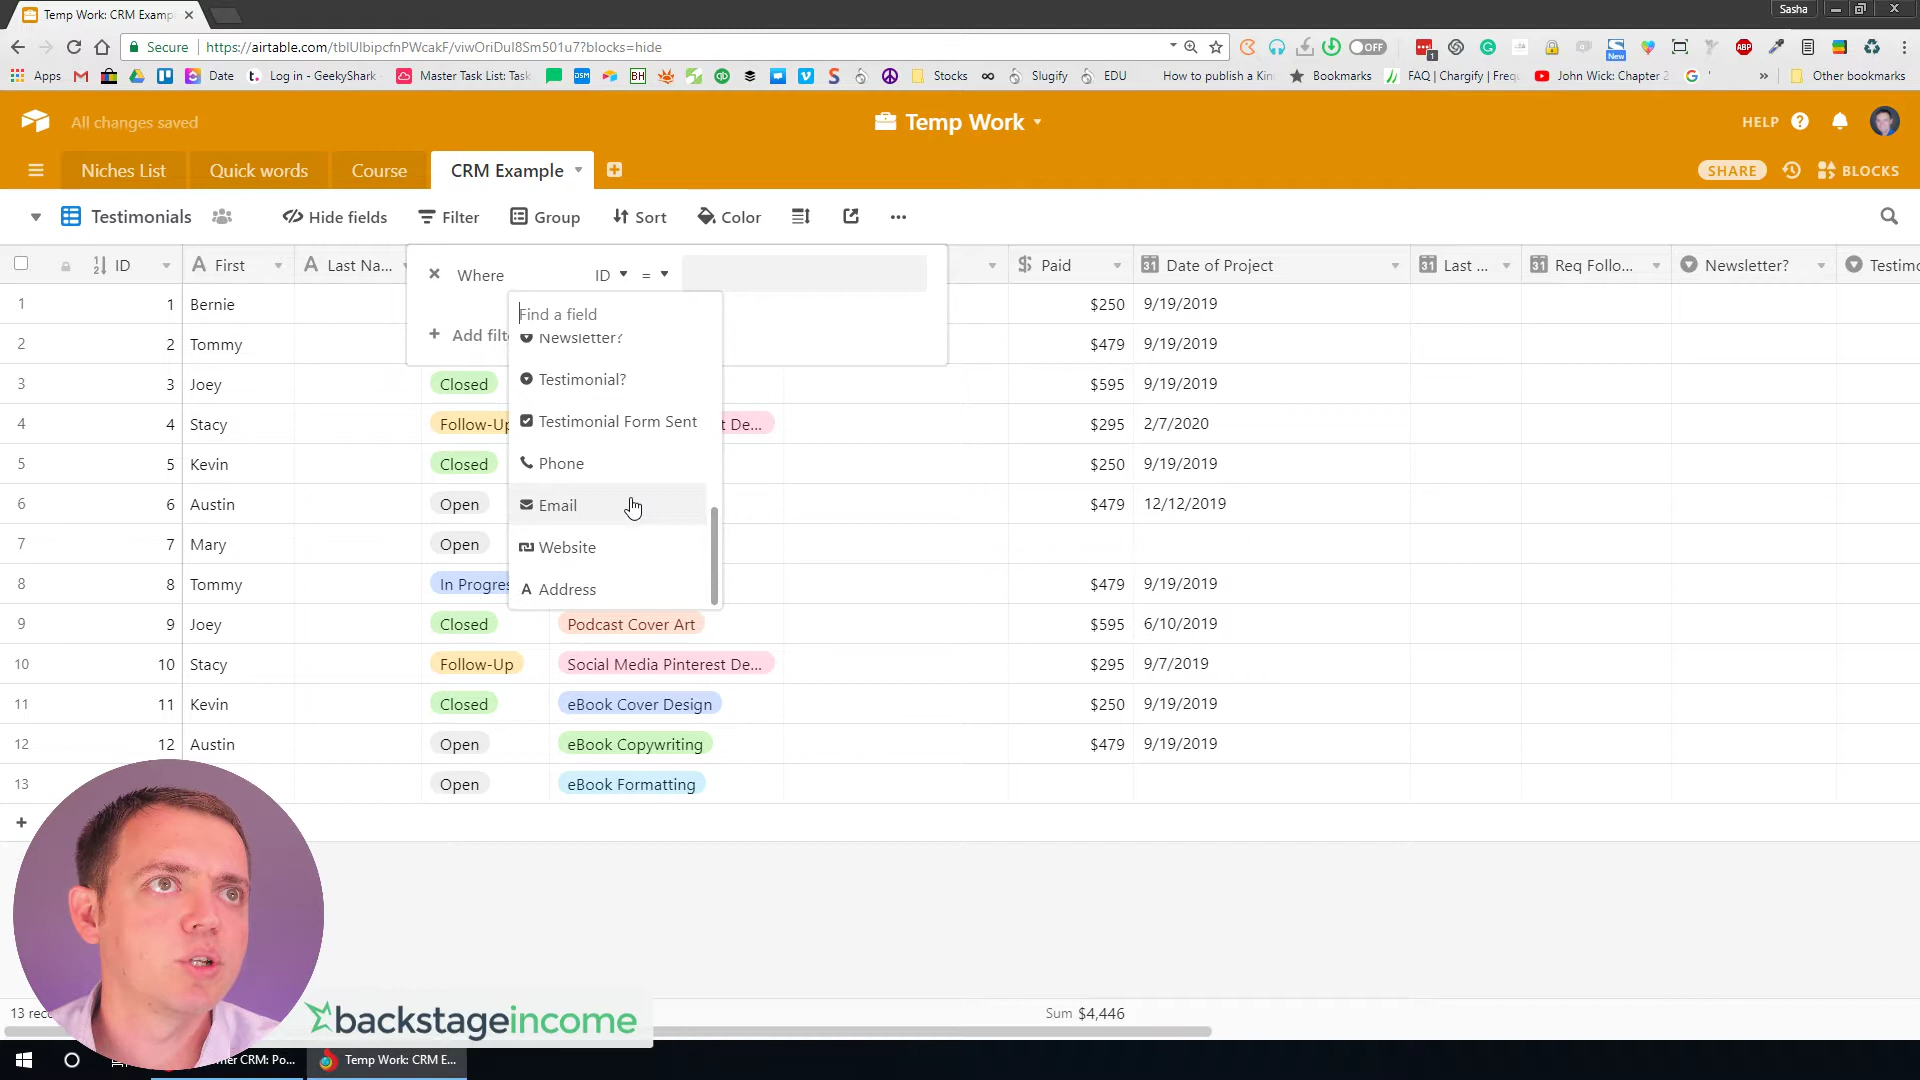 Temp Work: CRM Examp
Sasha
Secure
https://airtable.com/tblUlbipcfnPWcakF/viwOriDul8Sm501u7?blocks=hide
OFF
1
New
ABP
Apps
Date
Log in - GeekyShark
Master Task List: Task
DSM
BH
Stocks
Slugify
EDU
How to publish a Kin
Bookmarks
FAQ | Chargify | Freq
John Wick: Chapter 2
Other bookmarks
All changes saved
Temp Work
HELP
Niches List
Quick words
Course
CRM Example
SHARE
BLOCKS
Testimonials
Hide fields
Filter
Group
Sort
Color
ID
First
Last Na...
Paid
Date of Project
Last ...
Req Follo...
Newsletter?
Testimo
Where
ID
=
Find a field
Add filt
Newsletter?
Testimonial?
Testimonial Form Sent
Phone
Email
Website
Address
1 1 Bernie $250 9/19/2019
2 2 Tommy $479 9/19/2019
3 3 Joey Closed $595 9/19/2019
4 4 Stacy Follow-Up t De... $295 2/7/2020
5 5 Kevin Closed $250 9/19/2019
6 6 Austin Open $479 12/12/2019
7 7 Mary Open
8 8 Tommy In Progres $479 9/19/2019
9 9 Joey Closed Podcast Cover Art $595 6/10/2019
10 10 Stacy Follow-Up Social Media Pinterest De... $295 9/7/2019
11 11 Kevin Closed eBook Cover Design $250 9/19/2019
12 12 Austin Open eBook Copywriting $479 9/19/2019
13 Open eBook Formatting
13 reco
Sum $4,446
backstageincome
ner CRM: Po...
Temp Work: CRM E...